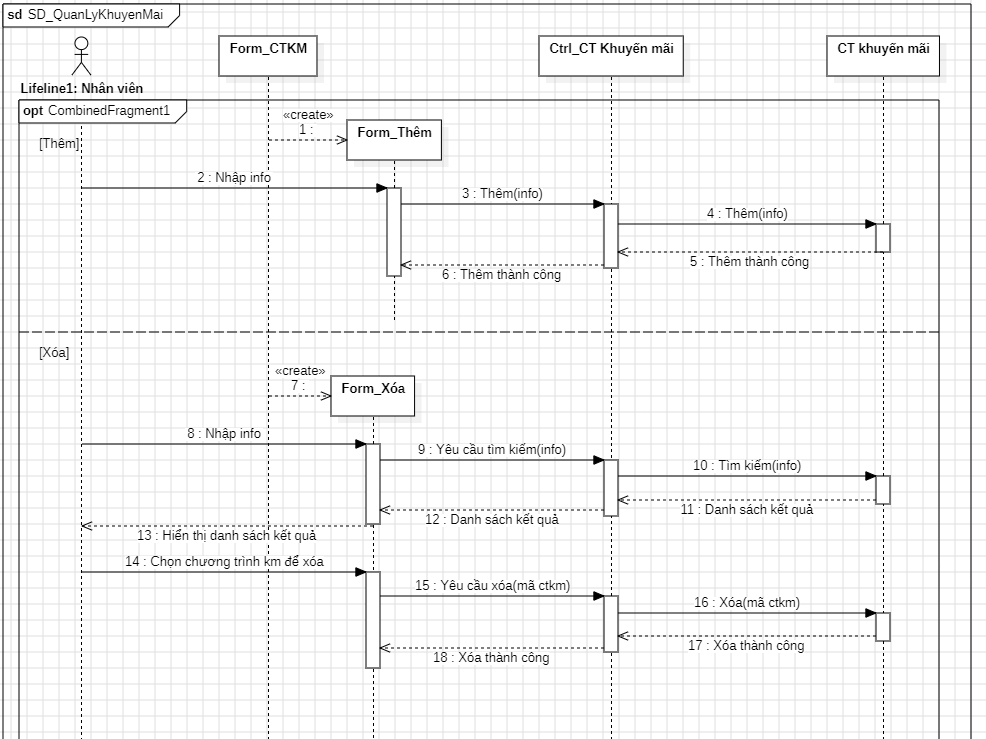 sd SD_QuanLyKhuyenMai
Form_CTKM
Ctrl_CT Khuyến mãi
CT khuyến mãi
Lifeline1: Nhân viên
opt CombinedFragment1
[Thêm]
«create»
1 :
Form_Thêm
2 : Nhập info
3 : Thêm(info)
4 : Thêm(info)
5 : Thêm thành công
6 : Thêm thành công
[Xóa]
«create»
7 :
Form_Xóa
8 : Nhập info
9 : Yêu cầu tìm kiếm(info)
10 : Tìm kiếm(info)
11 : Danh sách kết quả
12 : Danh sách kết quả
13 : Hiển thị danh sách kết quả
14 : Chọn chương trình km để xóa
15 : Yêu cầu xóa(mã ctkm)
16 : Xóa(mã ctkm)
17 : Xóa thành công
18 : Xóa thành công